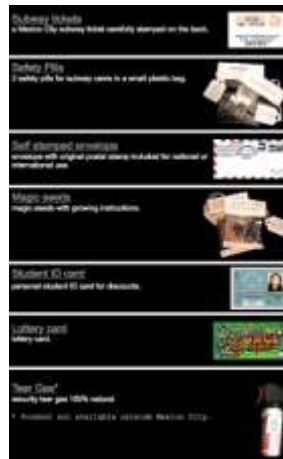 Subway tickets
a Mexico City subway ticket carefully stamped on the back.
Safety Pills
3 safety pills for subway users in a small plastic bag.
Self stamped envelope
envelope with original postal stamp included for national or
international use.
Magic seeds
magic seeds with growing instructions.
Student ID card
personal student ID card for discounts.
Lottery card
lottery card.
Tear Gas*
security tear gas 100% natural
* Product not available outside Mexico City.